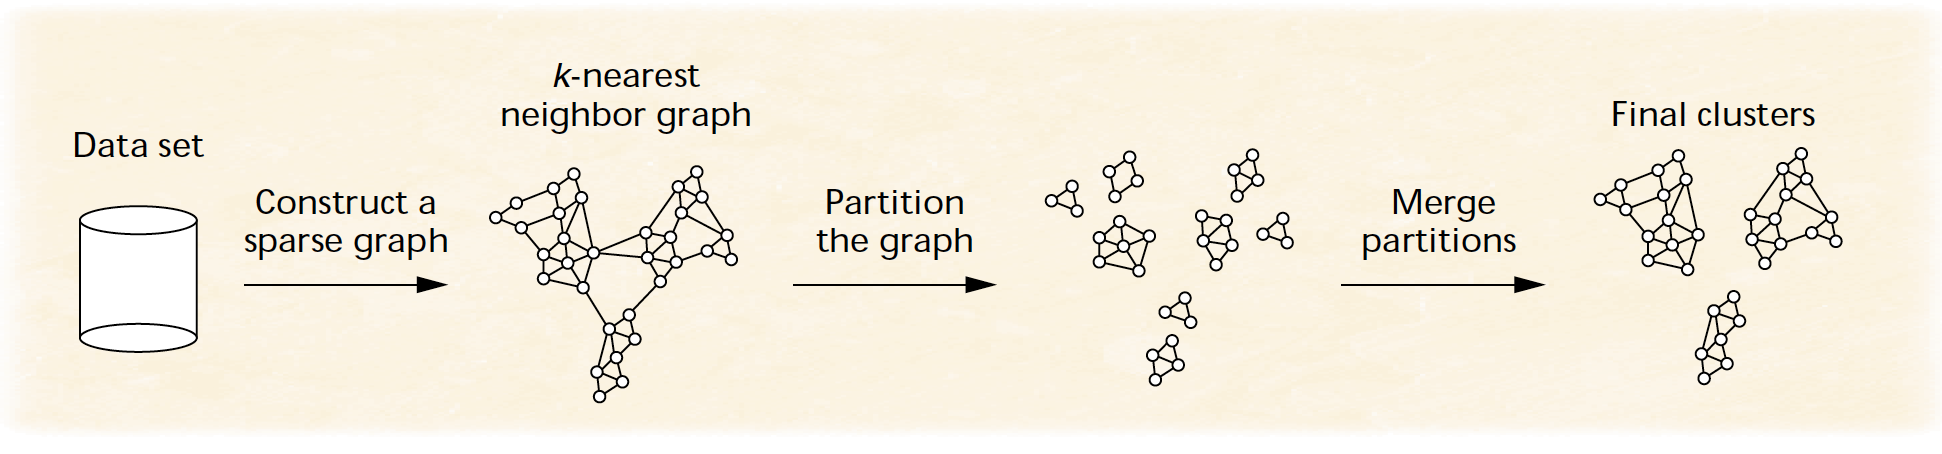 Data set
Construct a
sparse graph
k-nearest
neighbor graph
Partition
the graph
Merge
partitions
Final clusters